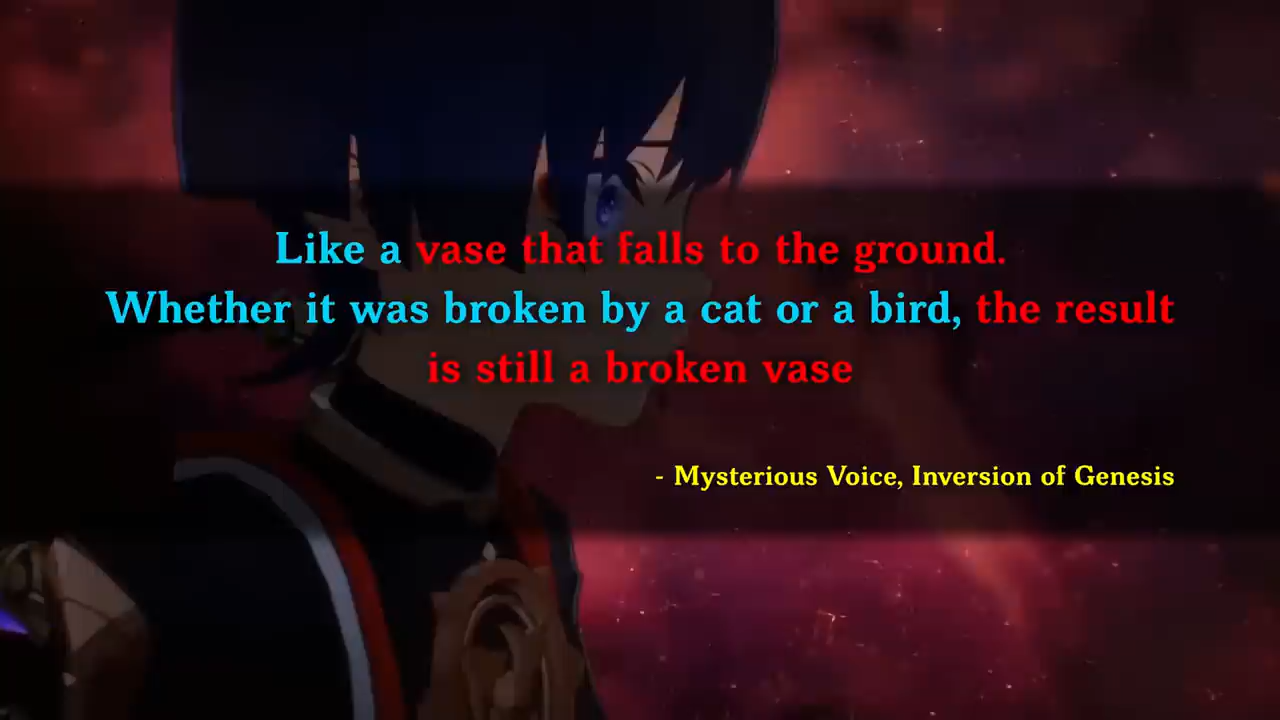 Like a vase that falls to the ground.
Whether it was broken by a cat or a bird, the result
is still a broken vase
- Mysterious Voice, Inversion of Genesis